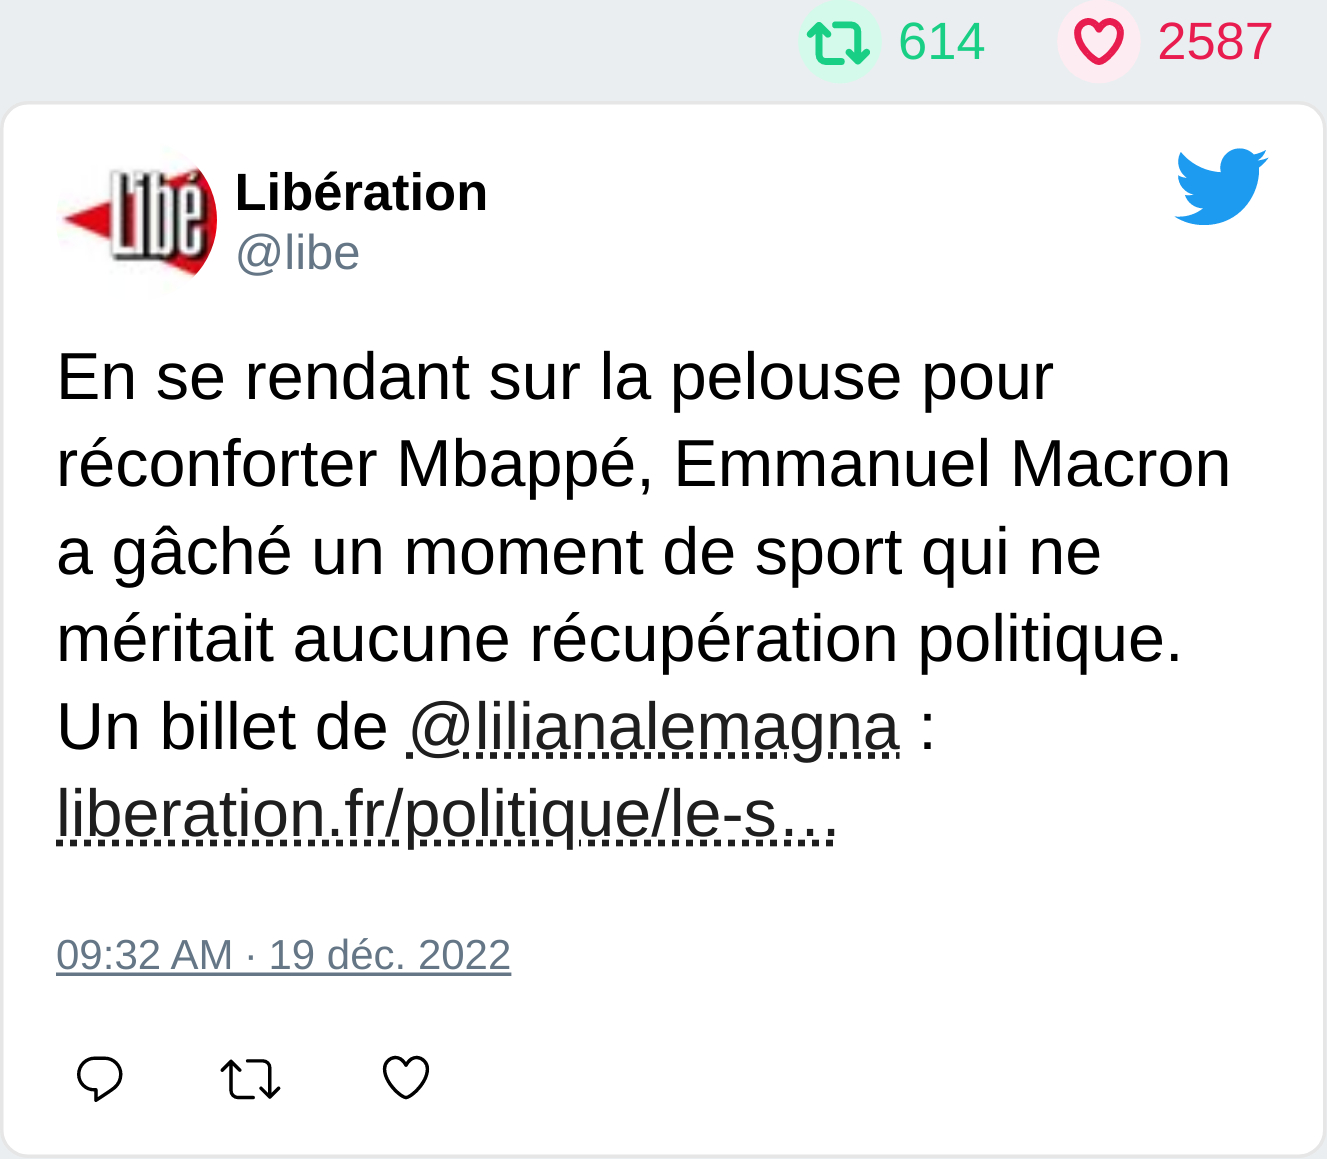 614 2587
Libé
Libération
@libe
En se rendant sur la pelouse pour
réconforter Mbappé, Emmanuel Macron
a gâché un moment de sport qui ne
méritait aucune récupération politique.
Un billet de @lilianalemagna :
liberation.fr/politique/le-s…
09:32 AM · 19 déc. 2022